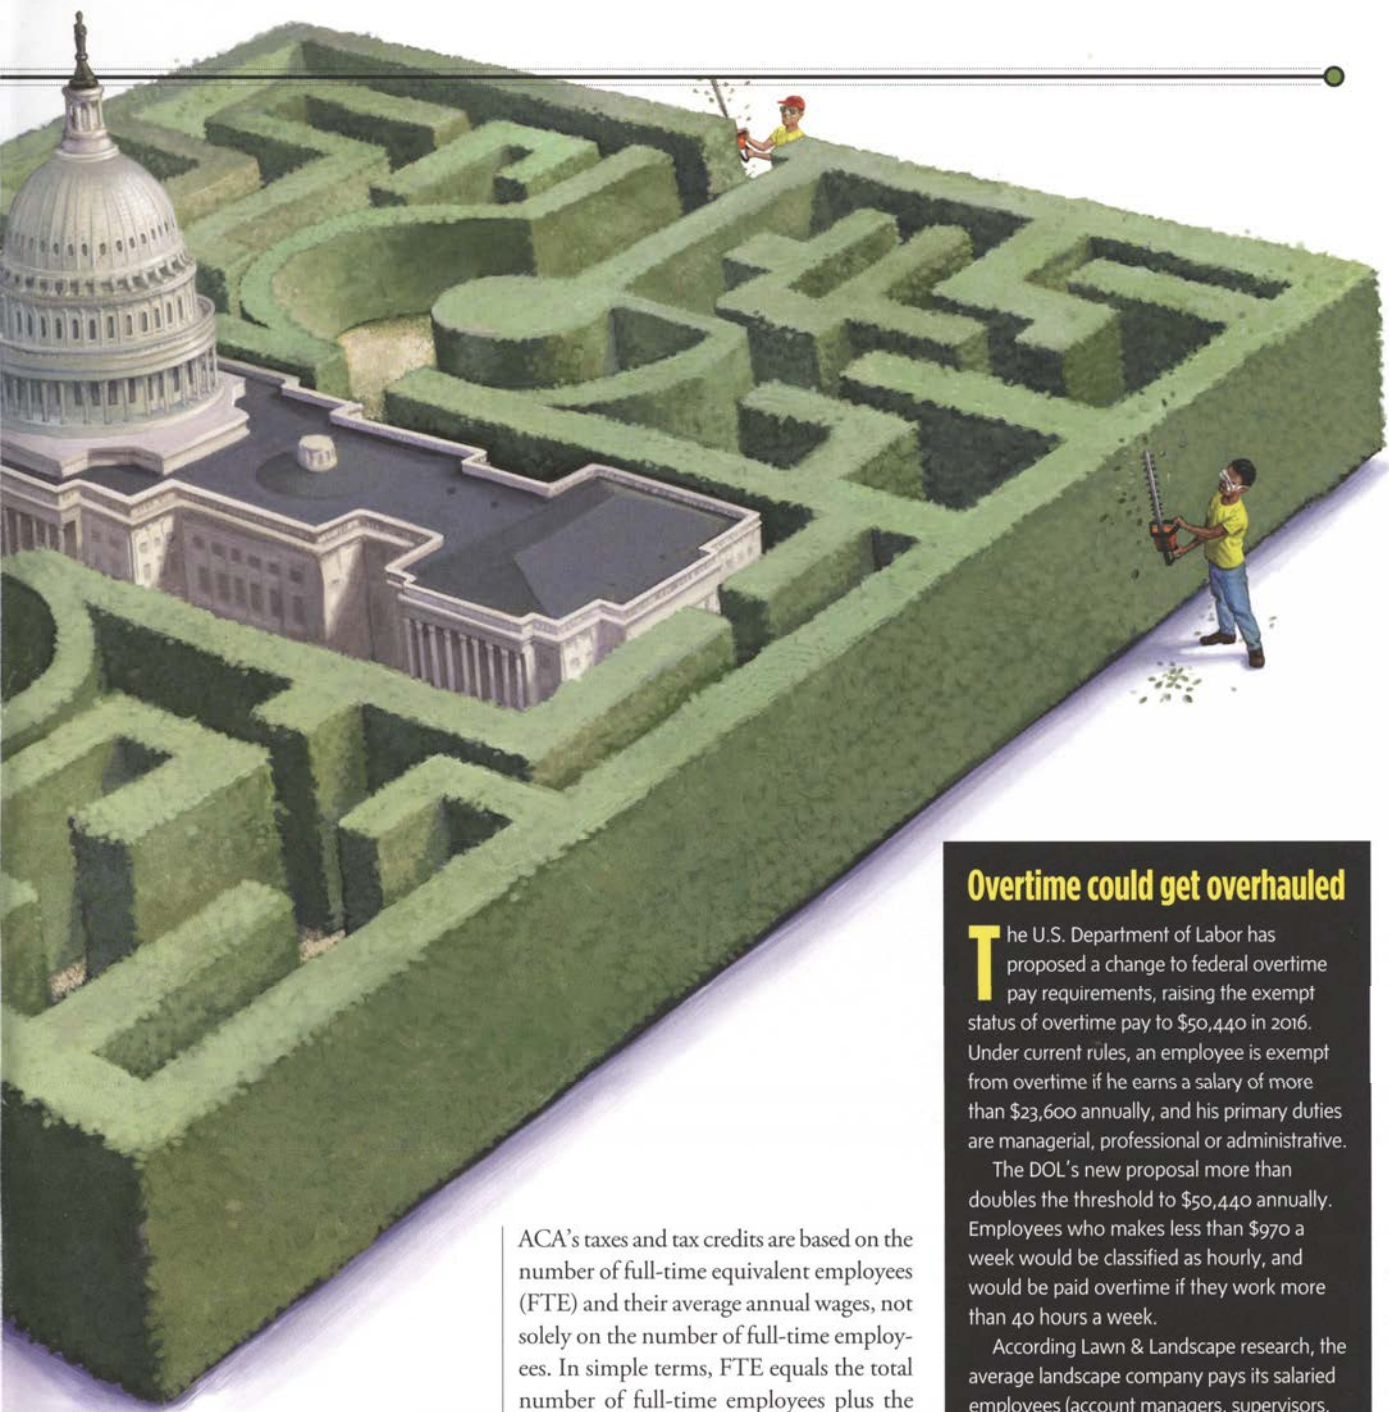 ACA's taxes and tax credits are based on the
number of full-time equivalent employees
(FTE) and their average annual wages, not
solely on the number of full-time employ-
ees. In simple terms, FTE equals the total
number of full-time employees plus the
Overtime could get overhauled
The U.S. Department of Labor has
proposed a change to federal overtime
pay requirements, raising the exempt
status of overtime pay to $50,440 in 2016.
Under current rules, an employee is exempt
from overtime if he earns a salary of more
than $23,600 annually, and his primary duties
are managerial, professional or administrative.
The DOL's new proposal more than
doubles the threshold to $50,440 annually.
Employees who makes less than $970 a
week would be classified as hourly, and
would be paid overtime if they work more
than 40 hours a week.
According Lawn & Landscape research, the
average landscape company pays its salaried
employees (account managers, supervisors,